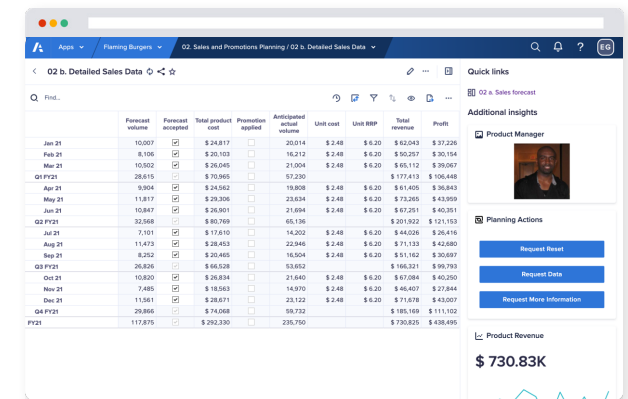 Apps Flaming Burgers 02. Sales and Promotions Planning / 02 b. Detailed Sales Data EG
02 b. Detailed Sales Data
Quick links
Find...
02 a. Sales forecast
Additional insights
Forecast volume Forecast accepted Total product cost Promotion applied Anticipated actual volume Unit cost Unit RRP Total revenue Profit
Product Manager
Jan 21 10,007 $ 24,817 20,014 $ 2.48 $ 6.20 $ 62,043 $ 37,226
Feb 21 8,106 $ 20,103 16,212 $ 2.48 $ 6.20 $ 50,257 $ 30,154
Mar 21 10,502 $ 26,045 21,004 $ 2.48 $ 6.20 $ 65,112 $ 39,067
Q1 FY21 28,615 $ 70,965 57,230 $ 177,413 $ 106,448
Apr 21 9,904 $ 24,562 19,808 $ 2.48 $ 6.20 $ 61,405 $ 36,843
May 21 11,817 $ 29,306 23,634 $ 2.48 $ 6.20 $ 73,265 $ 43,959
Jun 21 10,847 $ 26,901 21,694 $ 2.48 $ 6.20 $ 67,251 $ 40,351
Q2 FY21 32,568 $ 80,769 65,136 $ 201,922 $ 121,153
Jul 21 7,101 $ 17,610 14,202 $ 2.48 $ 6.20 $ 44,026 $ 26,416
Aug 21 11,473 $ 28,453 22,946 $ 2.48 $ 6.20 $ 71,133 $ 42,680
Sep 21 8,252 $ 20,465 16,504 $ 2.48 $ 6.20 $ 51,162 $ 30,697
Q3 FY21 26,826 $ 66,528 53,652 $ 166,321 $ 99,793
Oct 21 10,820 $ 26,834 21,640 $ 2.48 $ 6.20 $ 67,084 $ 40,250
Nov 21 7,485 $ 18,563 14,970 $ 2.48 $ 6.20 $ 46,407 $ 27,844
Dec 21 11,561 $ 28,671 23,122 $ 2.48 $ 6.20 $ 71,678 $ 43,007
Q4 FY21 29,866 $ 74,068 59,732 $ 185,169 $ 111,102
FY21 117,875 $ 292,330 235,750 $ 730,825 $ 438,495
Planning Actions
Request Reset
Request Data
Request More Information
Product Revenue
$ 730.83K